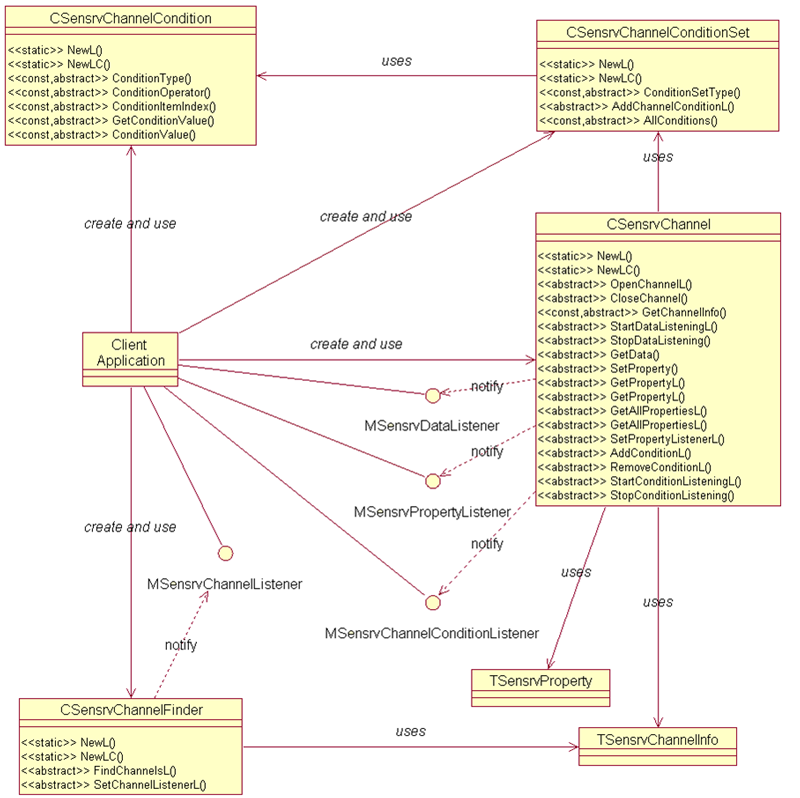 CSensrvChannelCondition
<<static>> NewL()
<<static>> NewLC()
<<const,abstract>> ConditionType()
<<const,abstract>> ConditionOperator()
<<const,abstract>> ConditionItemIndex()
<<const,abstract>> GetConditionValue()
<<const,abstract>> ConditionValue()
uses
CSensrvChannelConditionSet
<<static>> NewL()
<<static>> NewLC()
<<const,abstract>> ConditionSetType()
<<abstract>> AddChannelConditionL()
<<const,abstract>> AllConditions()
uses
create and use
create and use
CSensrvChannel
<<static>> NewL()
<<static>> NewLC()
<<abstract>> OpenChannelL()
<<abstract>> CloseChannel()
<<const,abstract>> GetChannelInfo()
<<abstract>> StartDataListeningL()
<<abstract>> StopDataListening()
<<abstract>> GetData()
<<abstract>> SetProperty()
<<abstract>> GetPropertyL()
<<abstract>> GetPropertyL()
<<abstract>> GetAllPropertiesL()
<<abstract>> GetAllPropertiesL()
<<abstract>> SetPropertyListenerL()
<<abstract>> AddConditionL()
<<abstract>> RemoveConditionL()
<<abstract>> StartConditionListeningL()
<<abstract>> StopConditionListening()
Client
Application
create and use
notify
MSensrvDataListener
notify
MSensrvPropertyListener
create and use
notify
MSensrvChannelListener
uses
uses
MSensrvChannelConditionListener
notify
TSensrvProperty
CSensrvChannelFinder
<<static>> NewL()
<<static>> NewLC()
<<abstract>> FindChannelsL()
<<abstract>> SetChannelListenerL()
uses
TSensrvChannelInfo